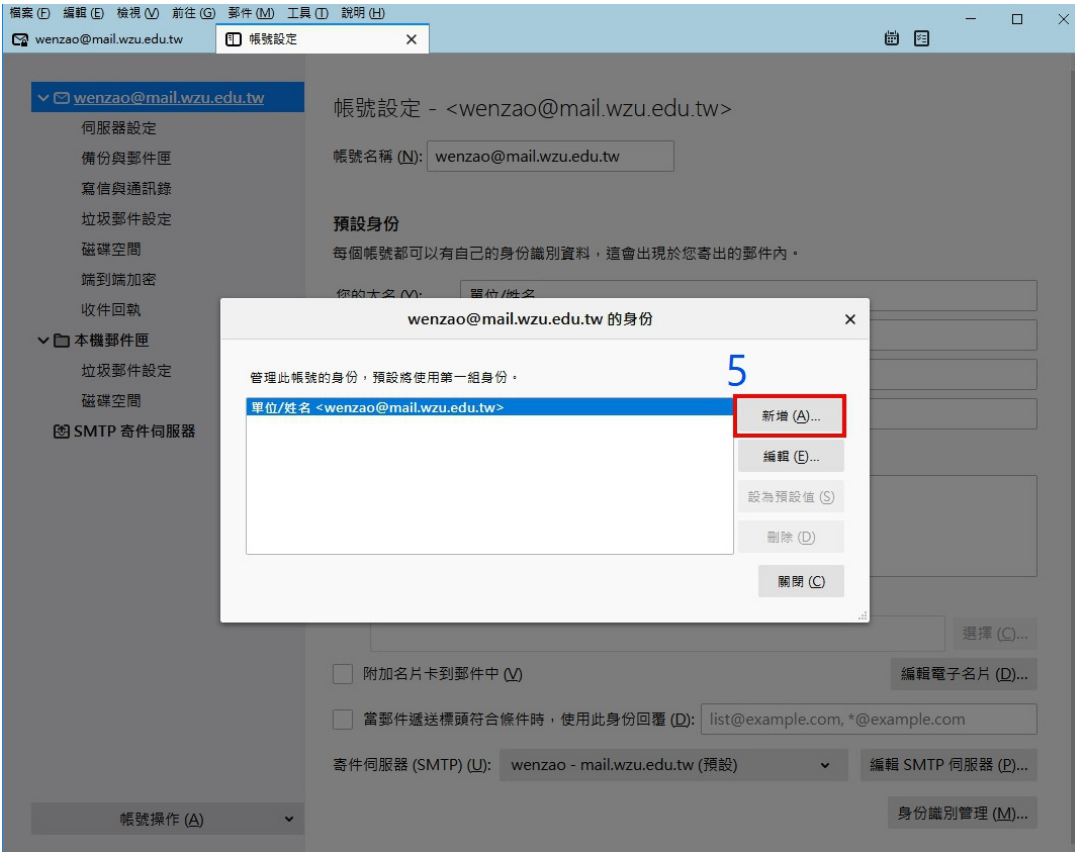 檔案(F) 編輯(E) 檢視(V) 前往(G) 郵件(M) 工具(T) 說明(H)
wenzao@mail.wzu.edu.tw 帳號設定
wenzao@mail.wzu.edu.tw
伺服器設定
備份與郵件匣
寫信與通訊錄
垃圾郵件設定
磁碟空間
端到端加密
收件回執
本機郵件匣
垃圾郵件設定
磁碟空間
SMTP 寄件伺服器
帳號操作 (A)
帳號設定 - <wenzao@mail.wzu.edu.tw>
帳號名稱 (N): wenzao@mail.wzu.edu.tw
預設身份
每個帳號都可以有自己的身份識別資料，這會出現於您寄出的郵件內。
您的大名 (Y): 單位/姓名
wenzao@mail.wzu.edu.tw 的身份
5
管理此帳號的身份，預設將使用第一組身份。
單位/姓名 <wenzao@mail.wzu.edu.tw>
新增 (A)...
編輯 (E)...
設為預設值 (S)
刪除 (D)
關閉 (C)
選擇 (C)...
附加名片卡到郵件中 (V) 編輯電子名片 (D)...
當郵件遞送標頭符合條件時，使用此身份回覆 (D): list@example.com, *@example.com
寄件伺服器 (SMTP) (U): wenzao - mail.wzu.edu.tw (預設) 編輯 SMTP 伺服器 (P)...
身份識別管理 (M)...